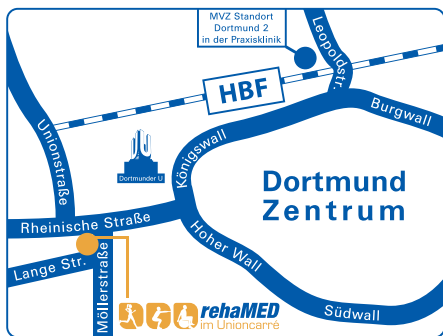 MVZ Standort
Dortmund 2
in der Praxisklinik
Leopoldstr.
HBF
Burgwall
Unionstraße
Königswall
Dortmunder U
Dortmund
Zentrum
Rheinische Straße
Hoher Wall
Lange Str.
Möllerstraße
Südwall
rehaMED
im Unioncarré